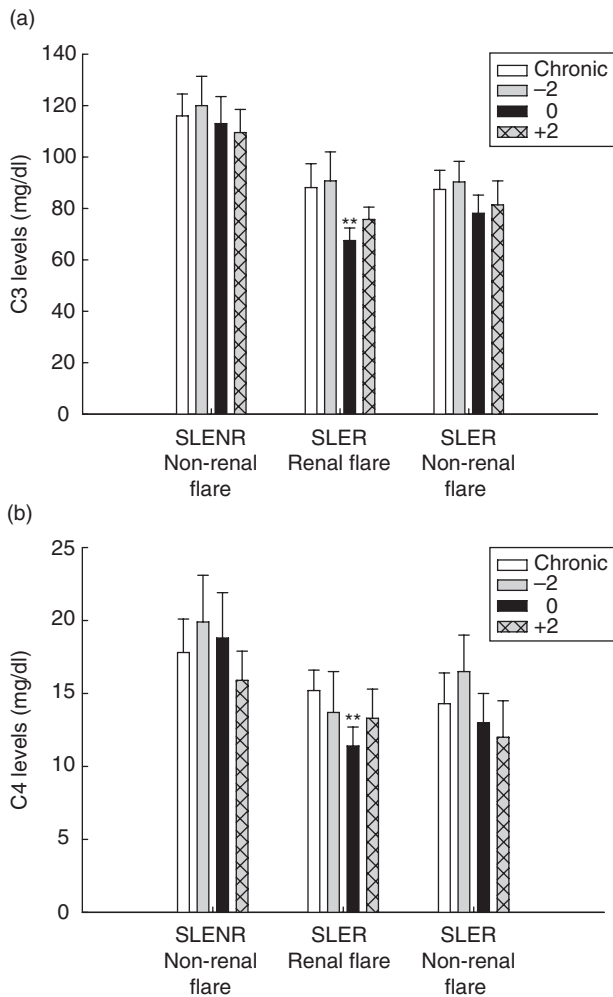 (a)
140
120
100
80
60
40
20
0
C3 levels (mg/dl)
Chronic
−2
0
+2
**
SLENR
Non-renal
flare
SLER
Renal flare
SLER
Non-renal
flare
(b)
25
20
15
10
5
0
C4 levels (mg/dl)
Chronic
−2
0
+2
**
SLENR
Non-renal
flare
SLER
Renal flare
SLER
Non-renal
flare